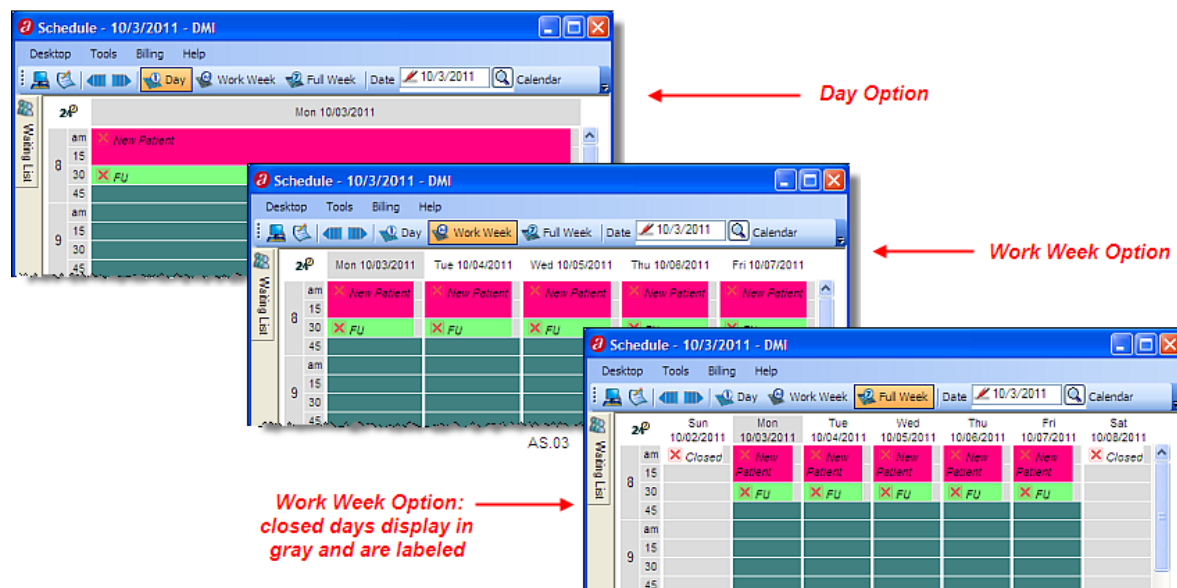 Schedule - 10/3/2011 - DMI
Desktop Tools Billing Help
Day Work Week Full Week Date 10/3/2011 Calendar
Waiting List
24 Mon 10/03/2011
8 am New Patient
15
30 FU
45
9 am
15
30
45
Day Option
Schedule - 10/3/2011 - DMI
Desktop Tools Billing Help
Day Work Week Full Week Date 10/3/2011 Calendar
Waiting List
24 Mon 10/03/2011 Tue 10/04/2011 Wed 10/05/2011 Thu 10/06/2011 Fri 10/07/2011
8 am New Patient New Patient New Patient New Patient New Patient
15
30 FU FU FU
45
9 am
15
30
45
Work Week Option
AS.03
Schedule - 10/3/2011 - DMI
Desktop Tools Billing Help
Day Work Week Full Week Date 10/3/2011 Calendar
Waiting List
24 Sun Mon Tue Wed Thu Fri Sat
10/02/2011 10/03/2011 10/04/2011 10/05/2011 10/06/2011 10/07/2011 10/08/2011
8 am Closed New New New New New Closed
15 Patient Patient Patient Patient Patient
30 FU FU FU FU FU
45
9 am
15
30
45
Work Week Option:
closed days display in
gray and are labeled